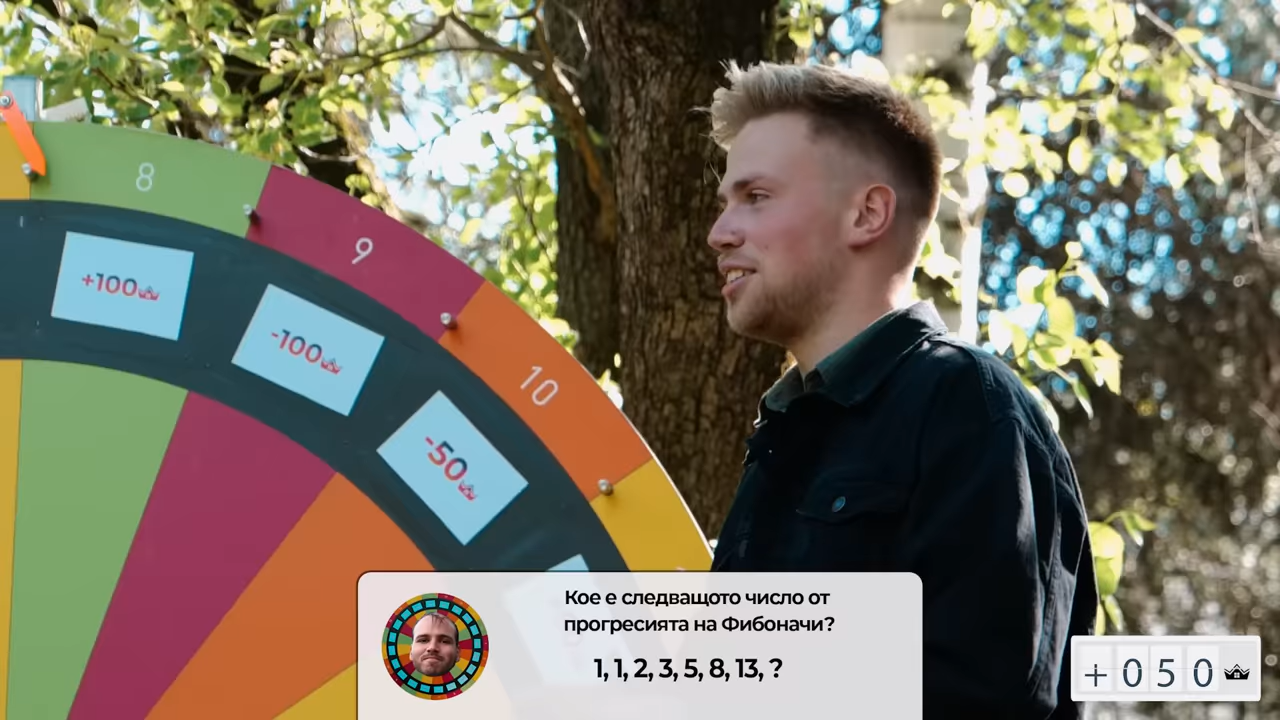 8
9
10
+100
-100
-50
Кое е следващото число от
прогресията на Фибоначи?
1, 1, 2, 3, 5, 8, 13, ?
+050